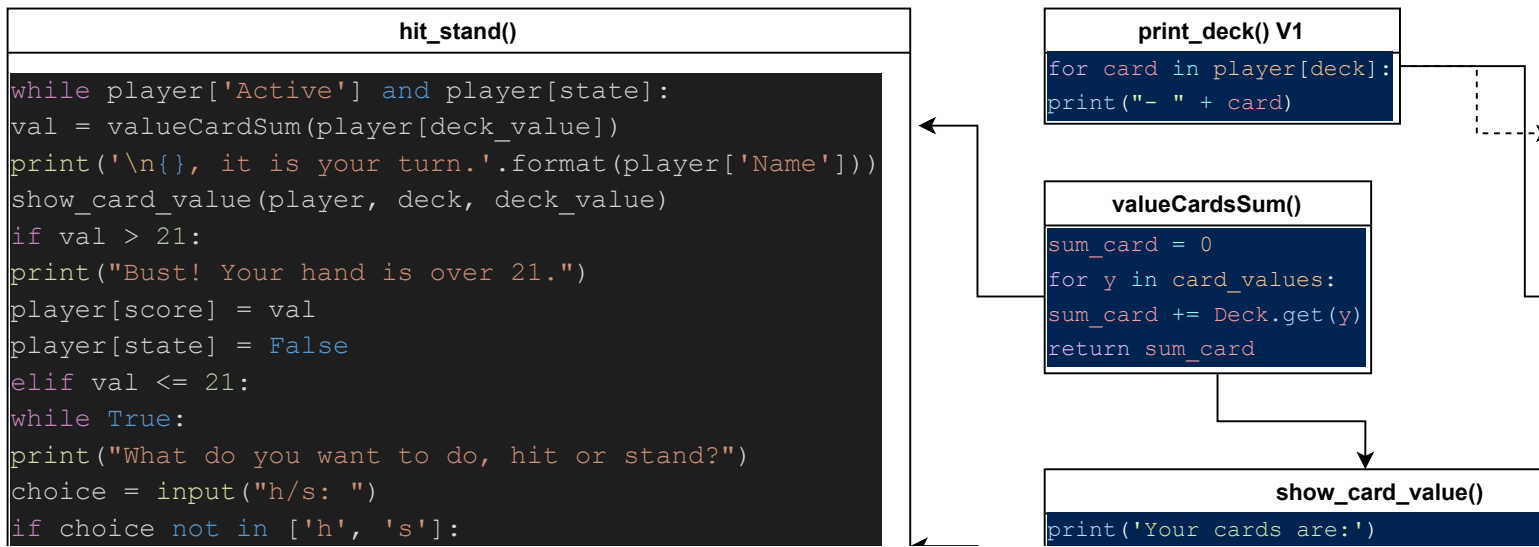 hit_stand()
while player['Active'] and player[state]:
val = valueCardSum(player[deck_value])
print('\n{}, it is your turn.'.format(player['Name']))
show_card_value(player, deck, deck_value)
if val > 21:
print("Bust! Your hand is over 21.")
player[score] = val
player[state] = False
elif val <= 21:
while True:
print("What do you want to do, hit or stand?")
choice = input("h/s: ")
if choice not in ['h', 's']:
print_deck() V1
for card in player[deck]:
print("- " + card)
valueCardsSum()
sum_card = 0
for y in card_values:
sum_card += Deck.get(y)
return sum_card
show_card_value()
print('Your cards are:')